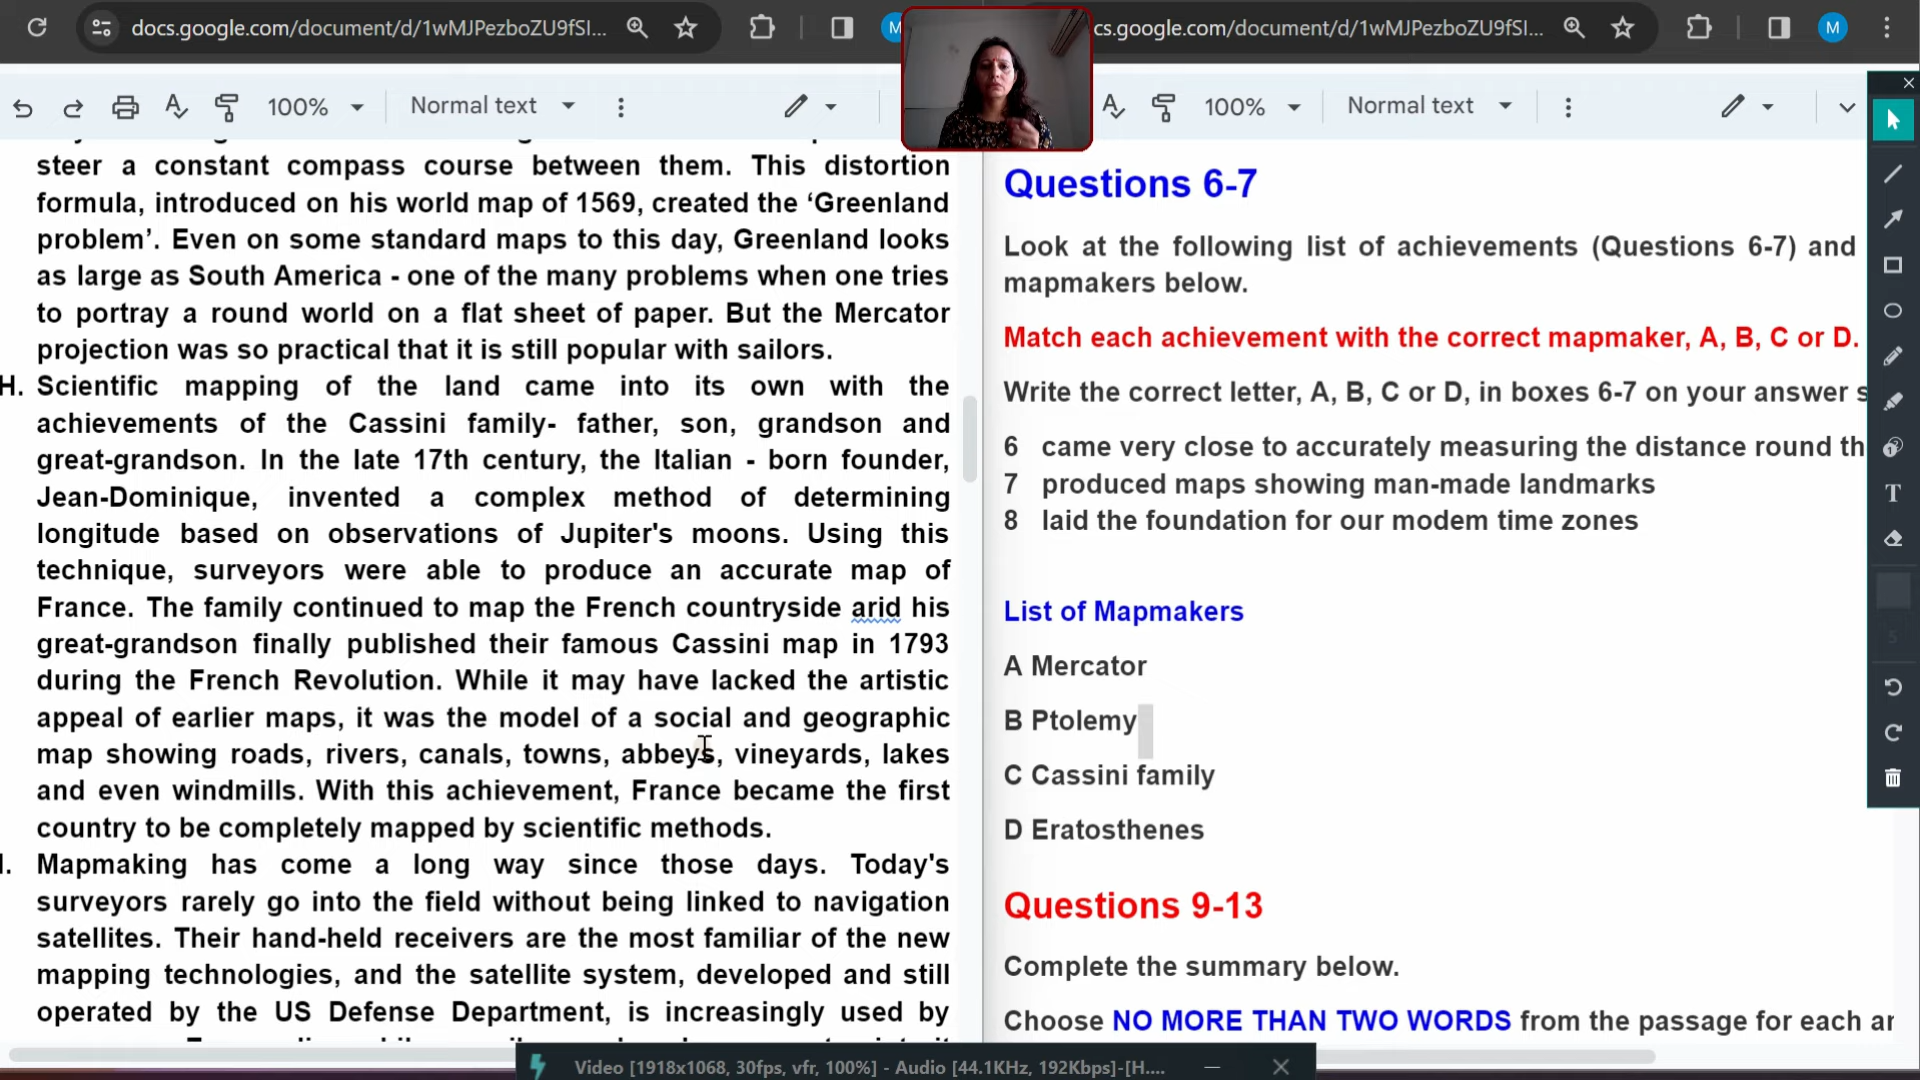 docs.google.com/document/d/1wMJPezboZU9fSI...
M
cs.google.com/document/d/1wMJPezboZU9fSI...
M
100%
Normal text
100%
Normal text
steer a constant compass course between them. This distortion
formula, introduced on his world map of 1569, created the ‘Greenland
problem’. Even on some standard maps to this day, Greenland looks
as large as South America - one of the many problems when one tries
to portray a round world on a flat sheet of paper. But the Mercator
projection was so practical that it is still popular with sailors.
H. Scientific mapping of the land came into its own with the
achievements of the Cassini family- father, son, grandson and
great-grandson. In the late 17th century, the Italian - born founder,
Jean-Dominique, invented a complex method of determining
longitude based on observations of Jupiter's moons. Using this
technique, surveyors were able to produce an accurate map of
France. The family continued to map the French countryside arid his
great-grandson finally published their famous Cassini map in 1793
during the French Revolution. While it may have lacked the artistic
appeal of earlier maps, it was the model of a social and geographic
map showing roads, rivers, canals, towns, abbeys, vineyards, lakes
and even windmills. With this achievement, France became the first
country to be completely mapped by scientific methods.
I. Mapmaking has come a long way since those days. Today's
surveyors rarely go into the field without being linked to navigation
satellites. Their hand-held receivers are the most familiar of the new
mapping technologies, and the satellite system, developed and still
operated by the US Defense Department, is increasingly used by
Questions 6-7
Look at the following list of achievements (Questions 6-7) and
mapmakers below.
Match each achievement with the correct mapmaker, A, B, C or D.
Write the correct letter, A, B, C or D, in boxes 6-7 on your answer s
6 came very close to accurately measuring the distance round th
7 produced maps showing man-made landmarks
8 laid the foundation for our modem time zones
List of Mapmakers
A Mercator
B Ptolemy
C Cassini family
D Eratosthenes
Questions 9-13
Complete the summary below.
Choose NO MORE THAN TWO WORDS from the passage for each an
T
5
Video [1918x1068, 30fps, vfr, 100%] - Audio [44.1KHz, 192Kbps]-[H....